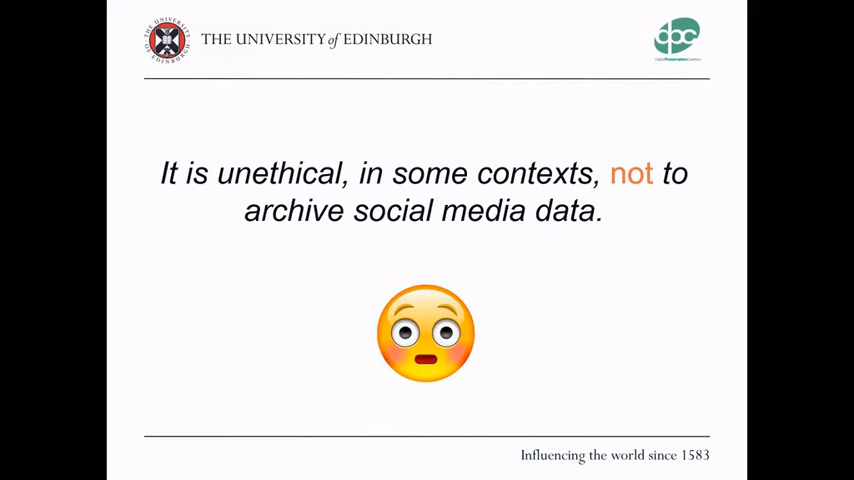 THE UNIVERSITY of EDINBURGH
dpc
DigitalPreservationCoalition
It is unethical, in some contexts, not to
archive social media data.
Influencing the world since 1583